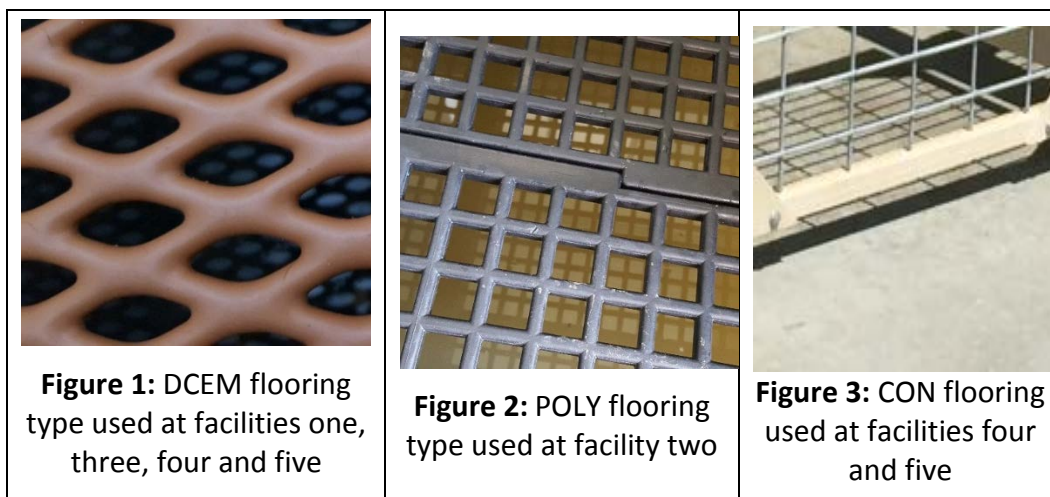 Figure 1: DCEM flooring
type used at facilities one,
three, four and five
Figure 2: POLY flooring
type used at facility two
Figure 3: CON flooring
used at facilities four
and five